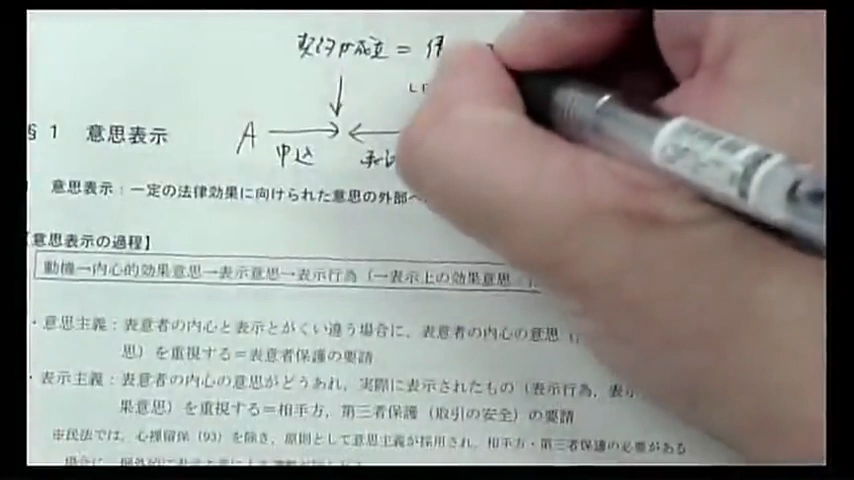 契約成立 =
§1 意思表示
A
申込
意思表示：一定の法律効果に向けられた意思の外部へ
【意思表示の過程】
動機→内心的効果意思→表示意思→表示行為（→表示上の効果意思
・意思主義：表意者の内心と表示とがくい違う場合に、表意者の内心の意思（
思）を重視する＝表意者保護の要請
・表示主義：表意者の内心の意思がどうあれ、実際に表示されたもの（表示行為、表示
果意思）を重視する＝相手方、第三者保護（取引の安全）の要請
※民法では、心裡留保（93）を除き、原則として意思主義が採用され、相手方・第三者保護の必要がある